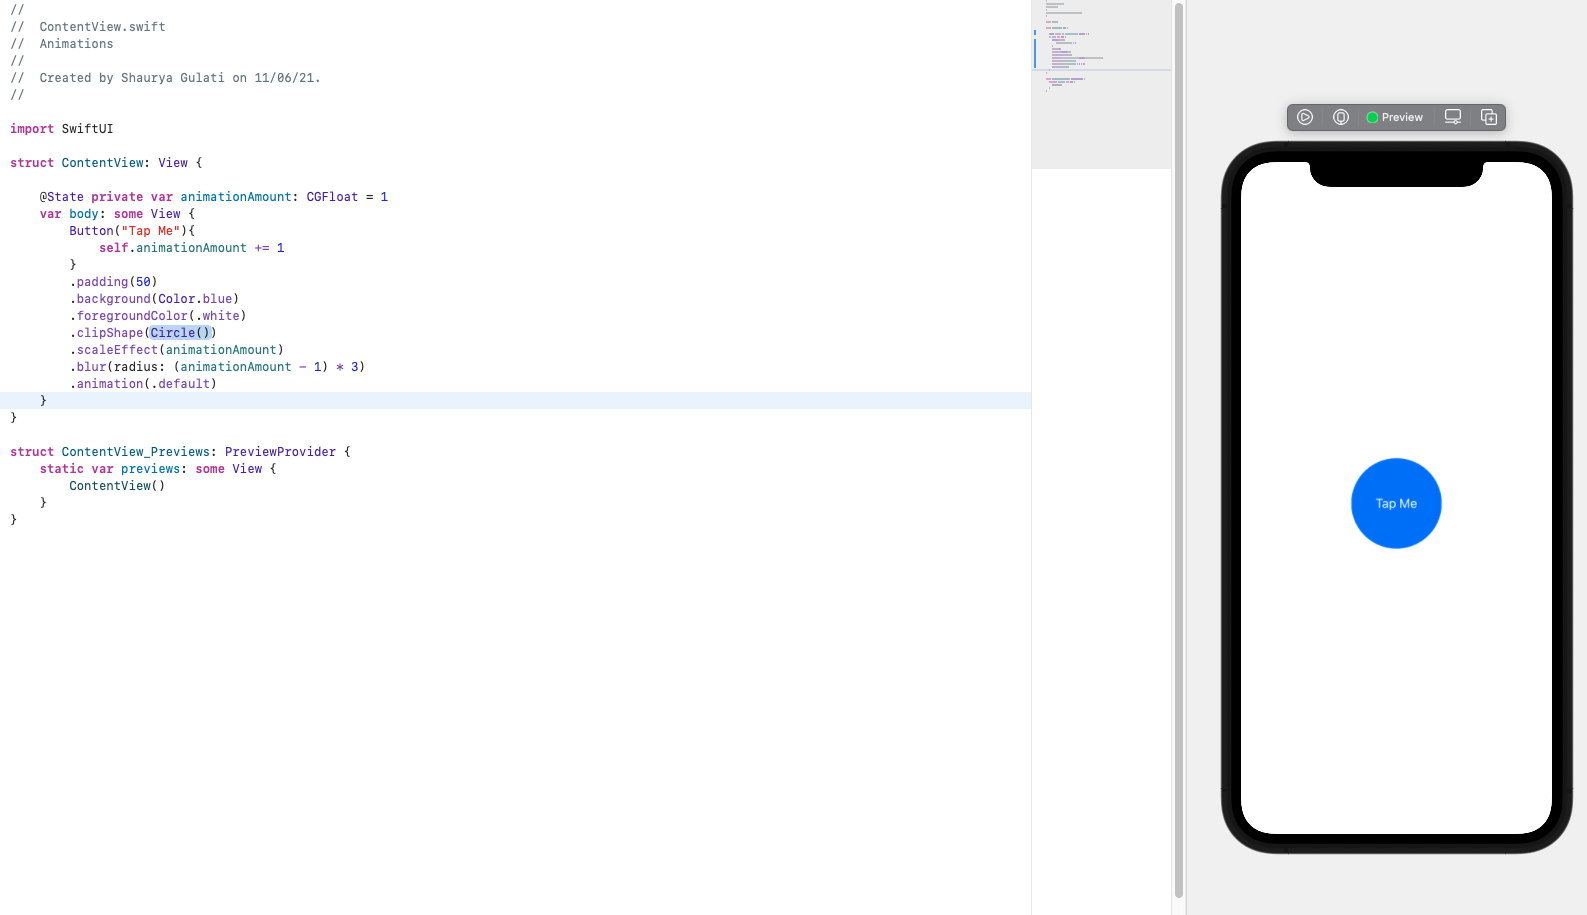 //
//  ContentView.swift
//  Animations
//
//  Created by Shaurya Gulati on 11/06/21.
//

import SwiftUI

struct ContentView: View {

    @State private var animationAmount: CGFloat = 1
    var body: some View {
        Button("Tap Me"){
            self.animationAmount += 1
        }
        .padding(50)
        .background(Color.blue)
        .foregroundColor(.white)
        .clipShape(Circle())
        .scaleEffect(animationAmount)
        .blur(radius: (animationAmount - 1) * 3)
        .animation(.default)
    }
}

struct ContentView_Previews: PreviewProvider {
    static var previews: some View {
        ContentView()
    }
}
Preview
Tap Me